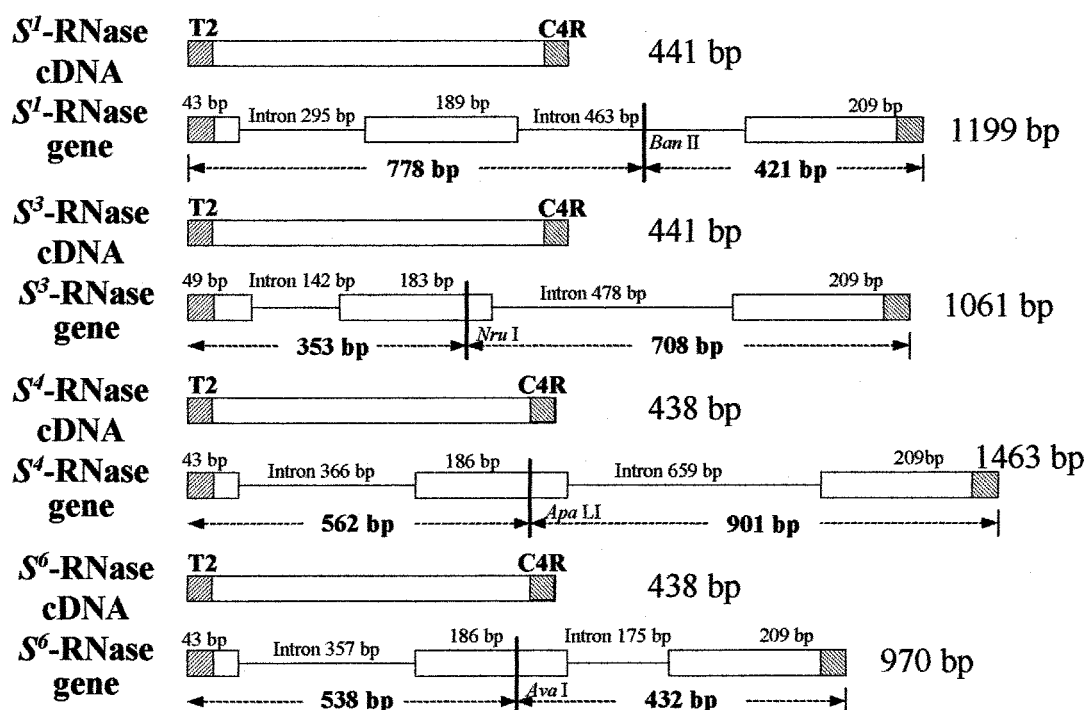 S¹-RNase cDNA
T2 C4R
441 bp
S¹-RNase gene
43 bp Intron 295 bp 189 bp Intron 463 bp 209 bp
1199 bp
Ban II
778 bp 421 bp
S³-RNase cDNA
T2 C4R
441 bp
S³-RNase gene
49 bp Intron 142 bp 183 bp Intron 478 bp 209 bp
1061 bp
Nru I
353 bp 708 bp
S⁴-RNase cDNA
T2 C4R
438 bp
S⁴-RNase gene
43 bp Intron 366 bp 186 bp Intron 659 bp 209bp
1463 bp
Apa LI
562 bp 901 bp
S⁶-RNase cDNA
T2 C4R
438 bp
S⁶-RNase gene
43 bp Intron 357 bp 186 bp Intron 175 bp 209 bp
970 bp
Ava I
538 bp 432 bp